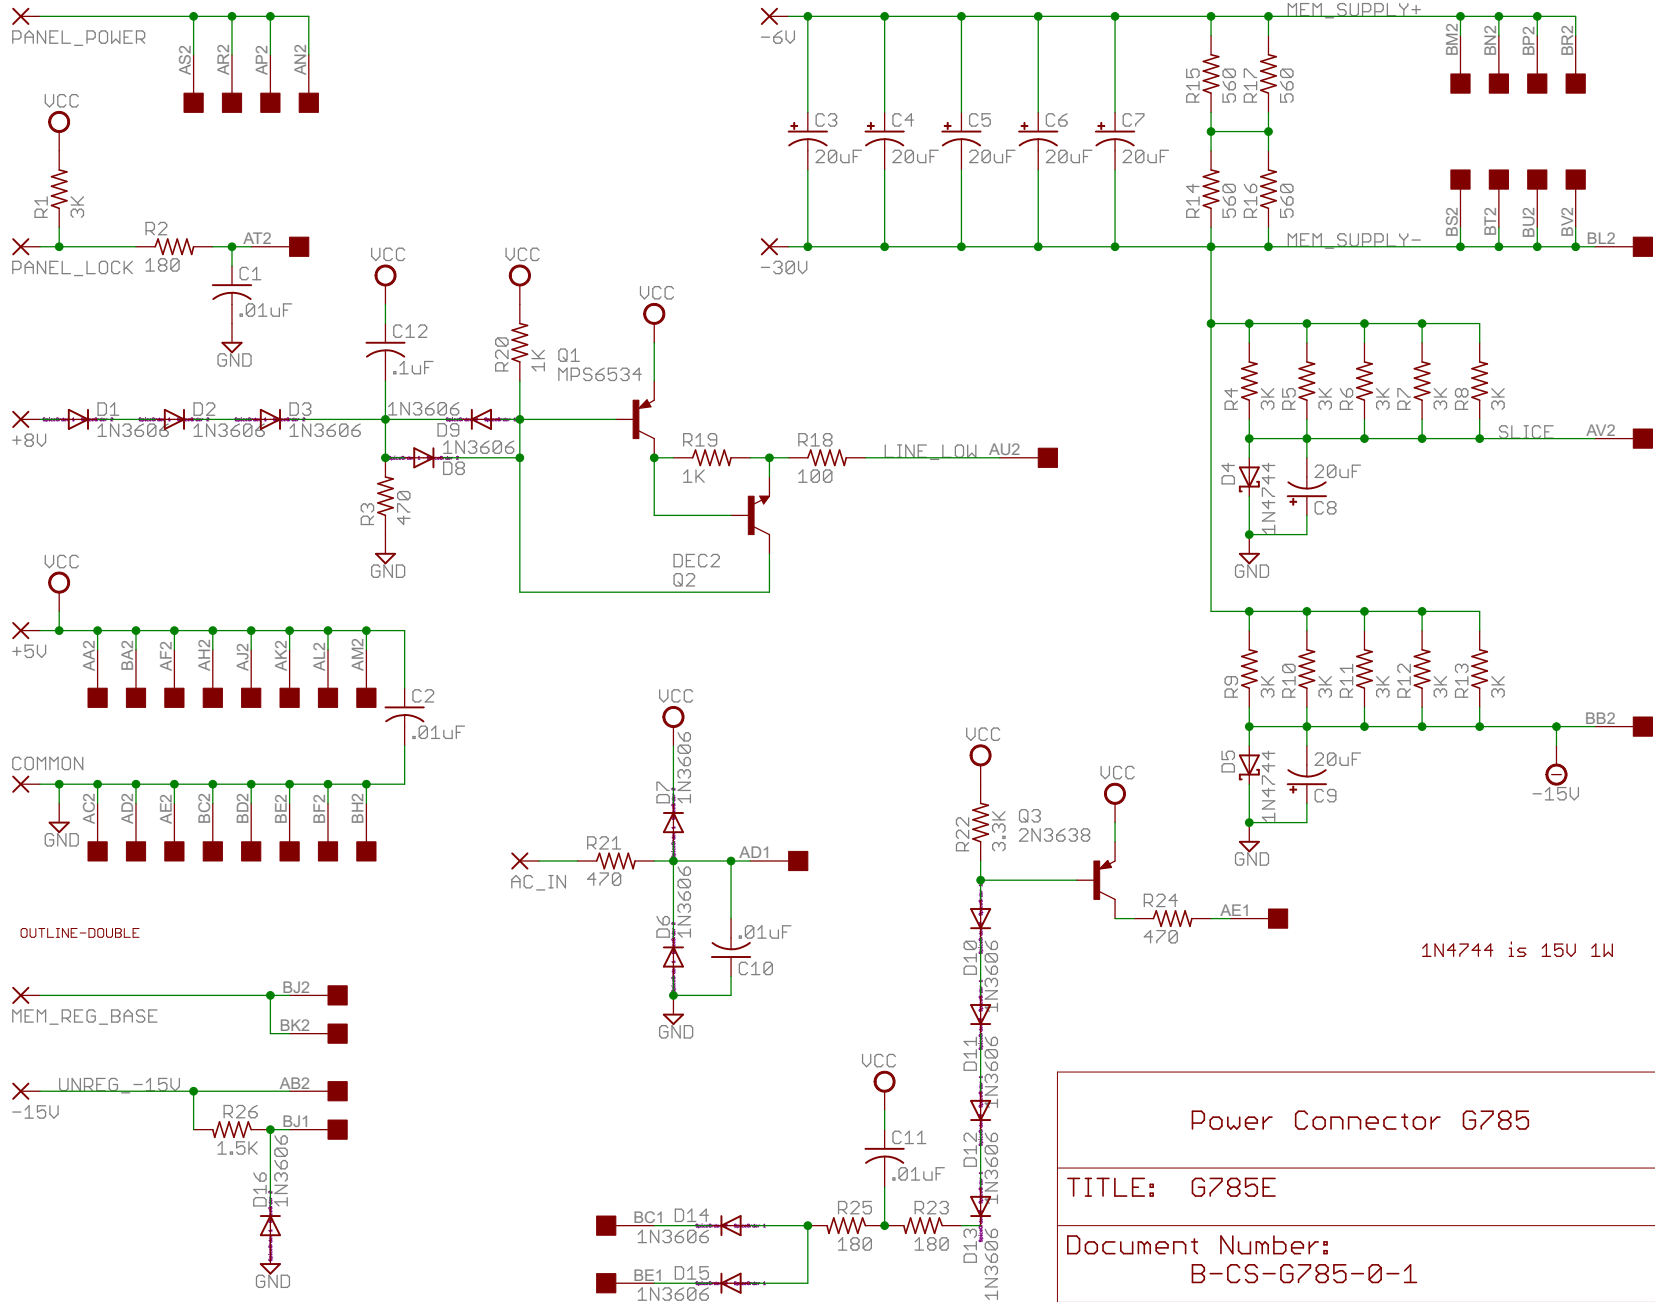 PANEL_POWER
AS2
AR2
AP2
AN2
VCC
R1
3K
PANEL_LOCK
R2
180
AT2
C1
.01uF
GND
VCC
C12
.1uF
VCC
R20
1K
Q1
MPS6534
VCC
+8V
D1
1N3606
D2
1N3606
D3
1N3606
1N3606
D9
1N3606
D8
R3
470
GND
R19
1K
R18
100
LINE_LOW
AU2
DEC2
Q2
-6V
MEM_SUPPLY+
C3
20uF
C4
20uF
C5
20uF
C6
20uF
C7
20uF
R15
560
R17
560
R14
560
R16
560
BM2
BN2
BP2
BR2
BS2
BT2
BU2
BV2
-30V
MEM_SUPPLY-
BL2
R4
3K
R5
3K
R6
3K
R7
3K
R8
3K
SLICE
AV2
D4
1N4744
20uF
C8
GND
R9
3K
R10
3K
R11
3K
R12
3K
R13
3K
BB2
D5
1N4744
20uF
C9
GND
-15V
VCC
+5V
AA2
BA2
AF2
AH2
AJ2
AK2
AL2
AM2
C2
.01uF
COMMON
GND
AC2
AD2
AE2
BC2
BD2
BE2
BF2
BH2
VCC
D7
1N3606
AC_IN
R21
470
AD1
D6
1N3606
.01uF
C10
GND
VCC
R22
3.3K
Q3
2N3638
VCC
R24
470
AE1
D10
1N3606
D11
1N3606
D12
1N3606
D13
1N3606
1N4744 is 15V 1W
OUTLINE-DOUBLE
MEM_REG_BASE
BJ2
BK2
-15V
UNREG_-15V
AB2
R26
1.5K
BJ1
D16
1N3606
GND
VCC
C11
.01uF
BC1
D14
1N3606
R25
180
R23
180
BE1
D15
1N3606
Power Connector G785
TITLE: G785E
Document Number:
B-CS-G785-0-1